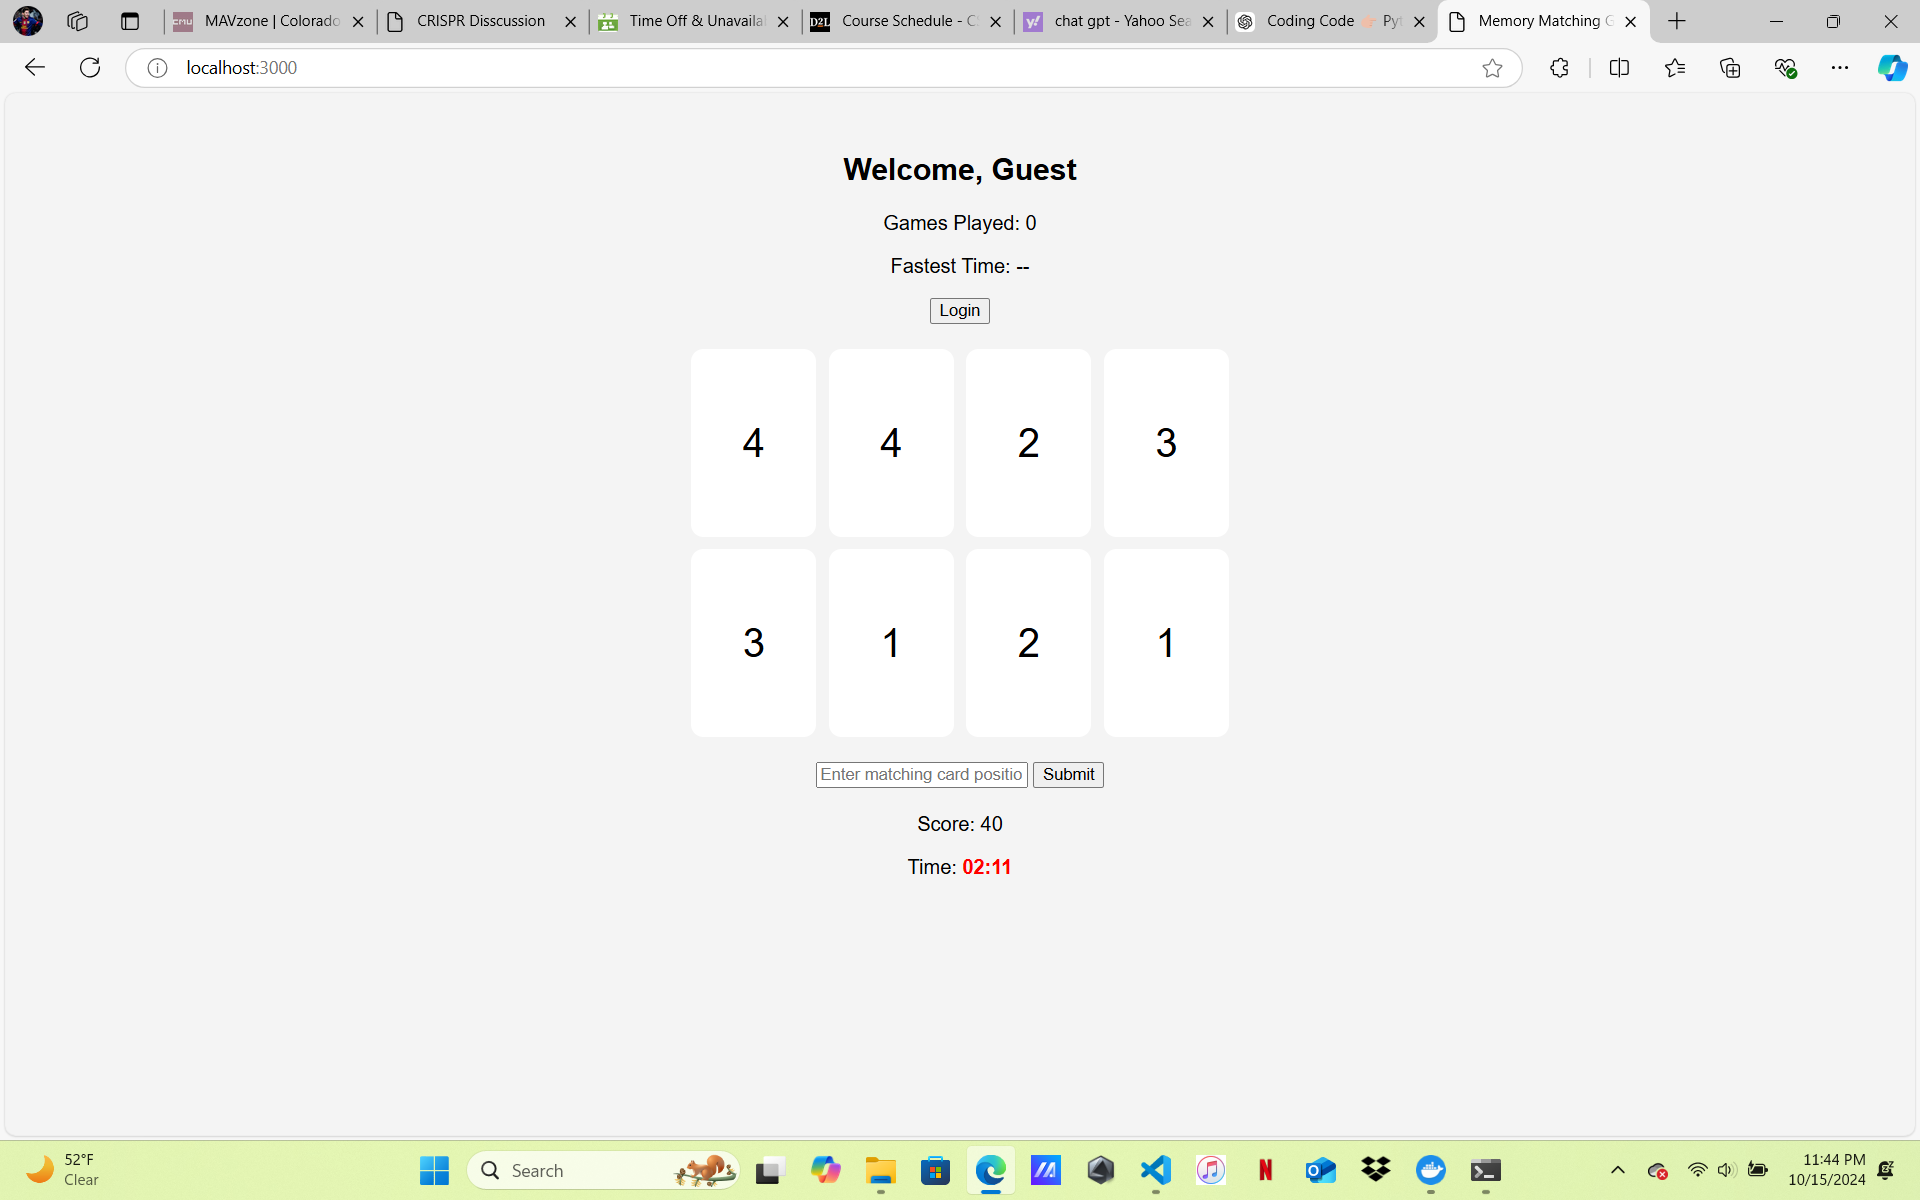 MAVzone | Colorado
CRISPR Disscussion
Time Off & Unavaila
D2L
Course Schedule - C
chat gpt - Yahoo Sea
Coding Code
Pyt
Memory Matching G
localhost:3000
Welcome, Guest
Games Played: 0
Fastest Time: --
Login
4 4 2 3
3 1 2 1
Enter matching card positio
Submit
Score: 40
Time: 02:11
52°F
Clear
Search
11:44 PM
10/15/2024